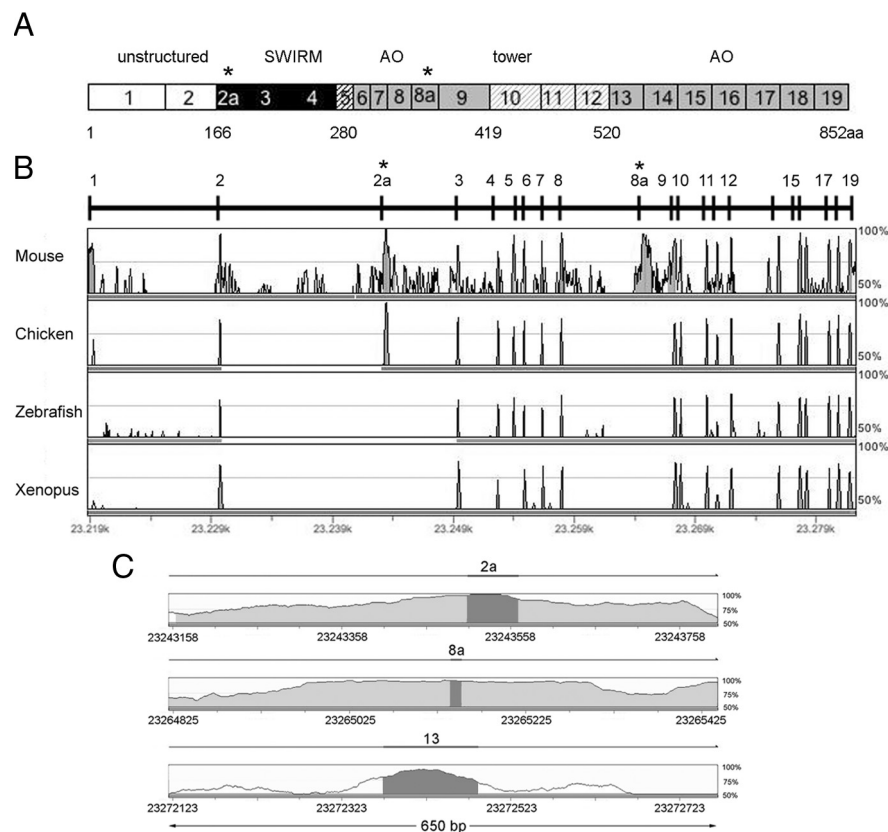 A
unstructured SWIRM AO tower AO
* *
1 2 2a 3 4 5 6 7 8 8a 9 10 11 12 13 14 15 16 17 18 19
1 166 280 419 520 852aa
B
* *
1 2 2a 3 4 5 6 7 8 8a 9 10 11 12 15 17 19
Mouse 100%
50%
Chicken 100%
50%
Zebrafish 100%
50%
Xenopus 100%
50%
23.219k 23.229k 23.239k 23.249k 23.259k 23.269k 23.279k
C
2a
100%
75%
50%
23243158 23243358 23243558 23243758
8a
100%
75%
50%
23264825 23265025 23265225 23265425
13
100%
75%
50%
23272123 23272323 23272523 23272723
650 bp